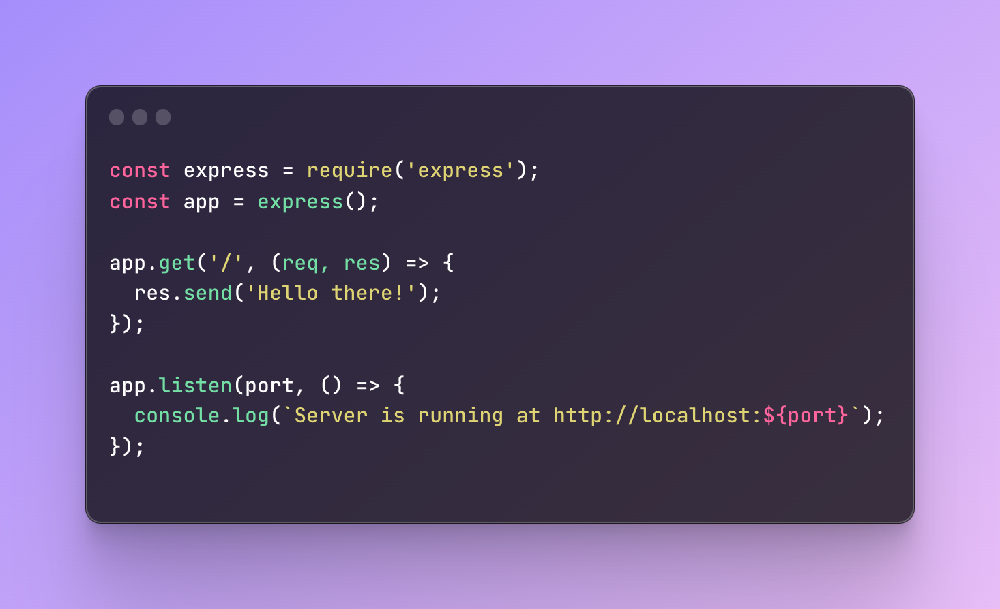 const express = require('express');
const app = express();

app.get('/', (req, res) => {
  res.send('Hello there!');
});

app.listen(port, () => {
  console.log(`Server is running at http://localhost:${port}`);
});